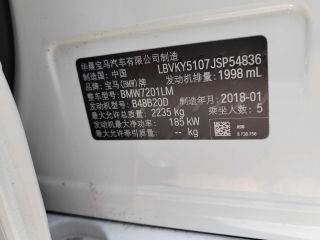 华晨宝马汽车有限公司制造
制造国: 中国 LBVKY5107JSP54836
品牌: 宝马(BMW)牌 发动机排量: 1998 mL
整车型号: BMW7201LM
发动机型号: B48B20D 制造年月: 2018-01
最大允许总质量: 2235 kg 乘坐人数: 5
发动机最大净功率: 185 kW
最大允许牵引质量: - kg